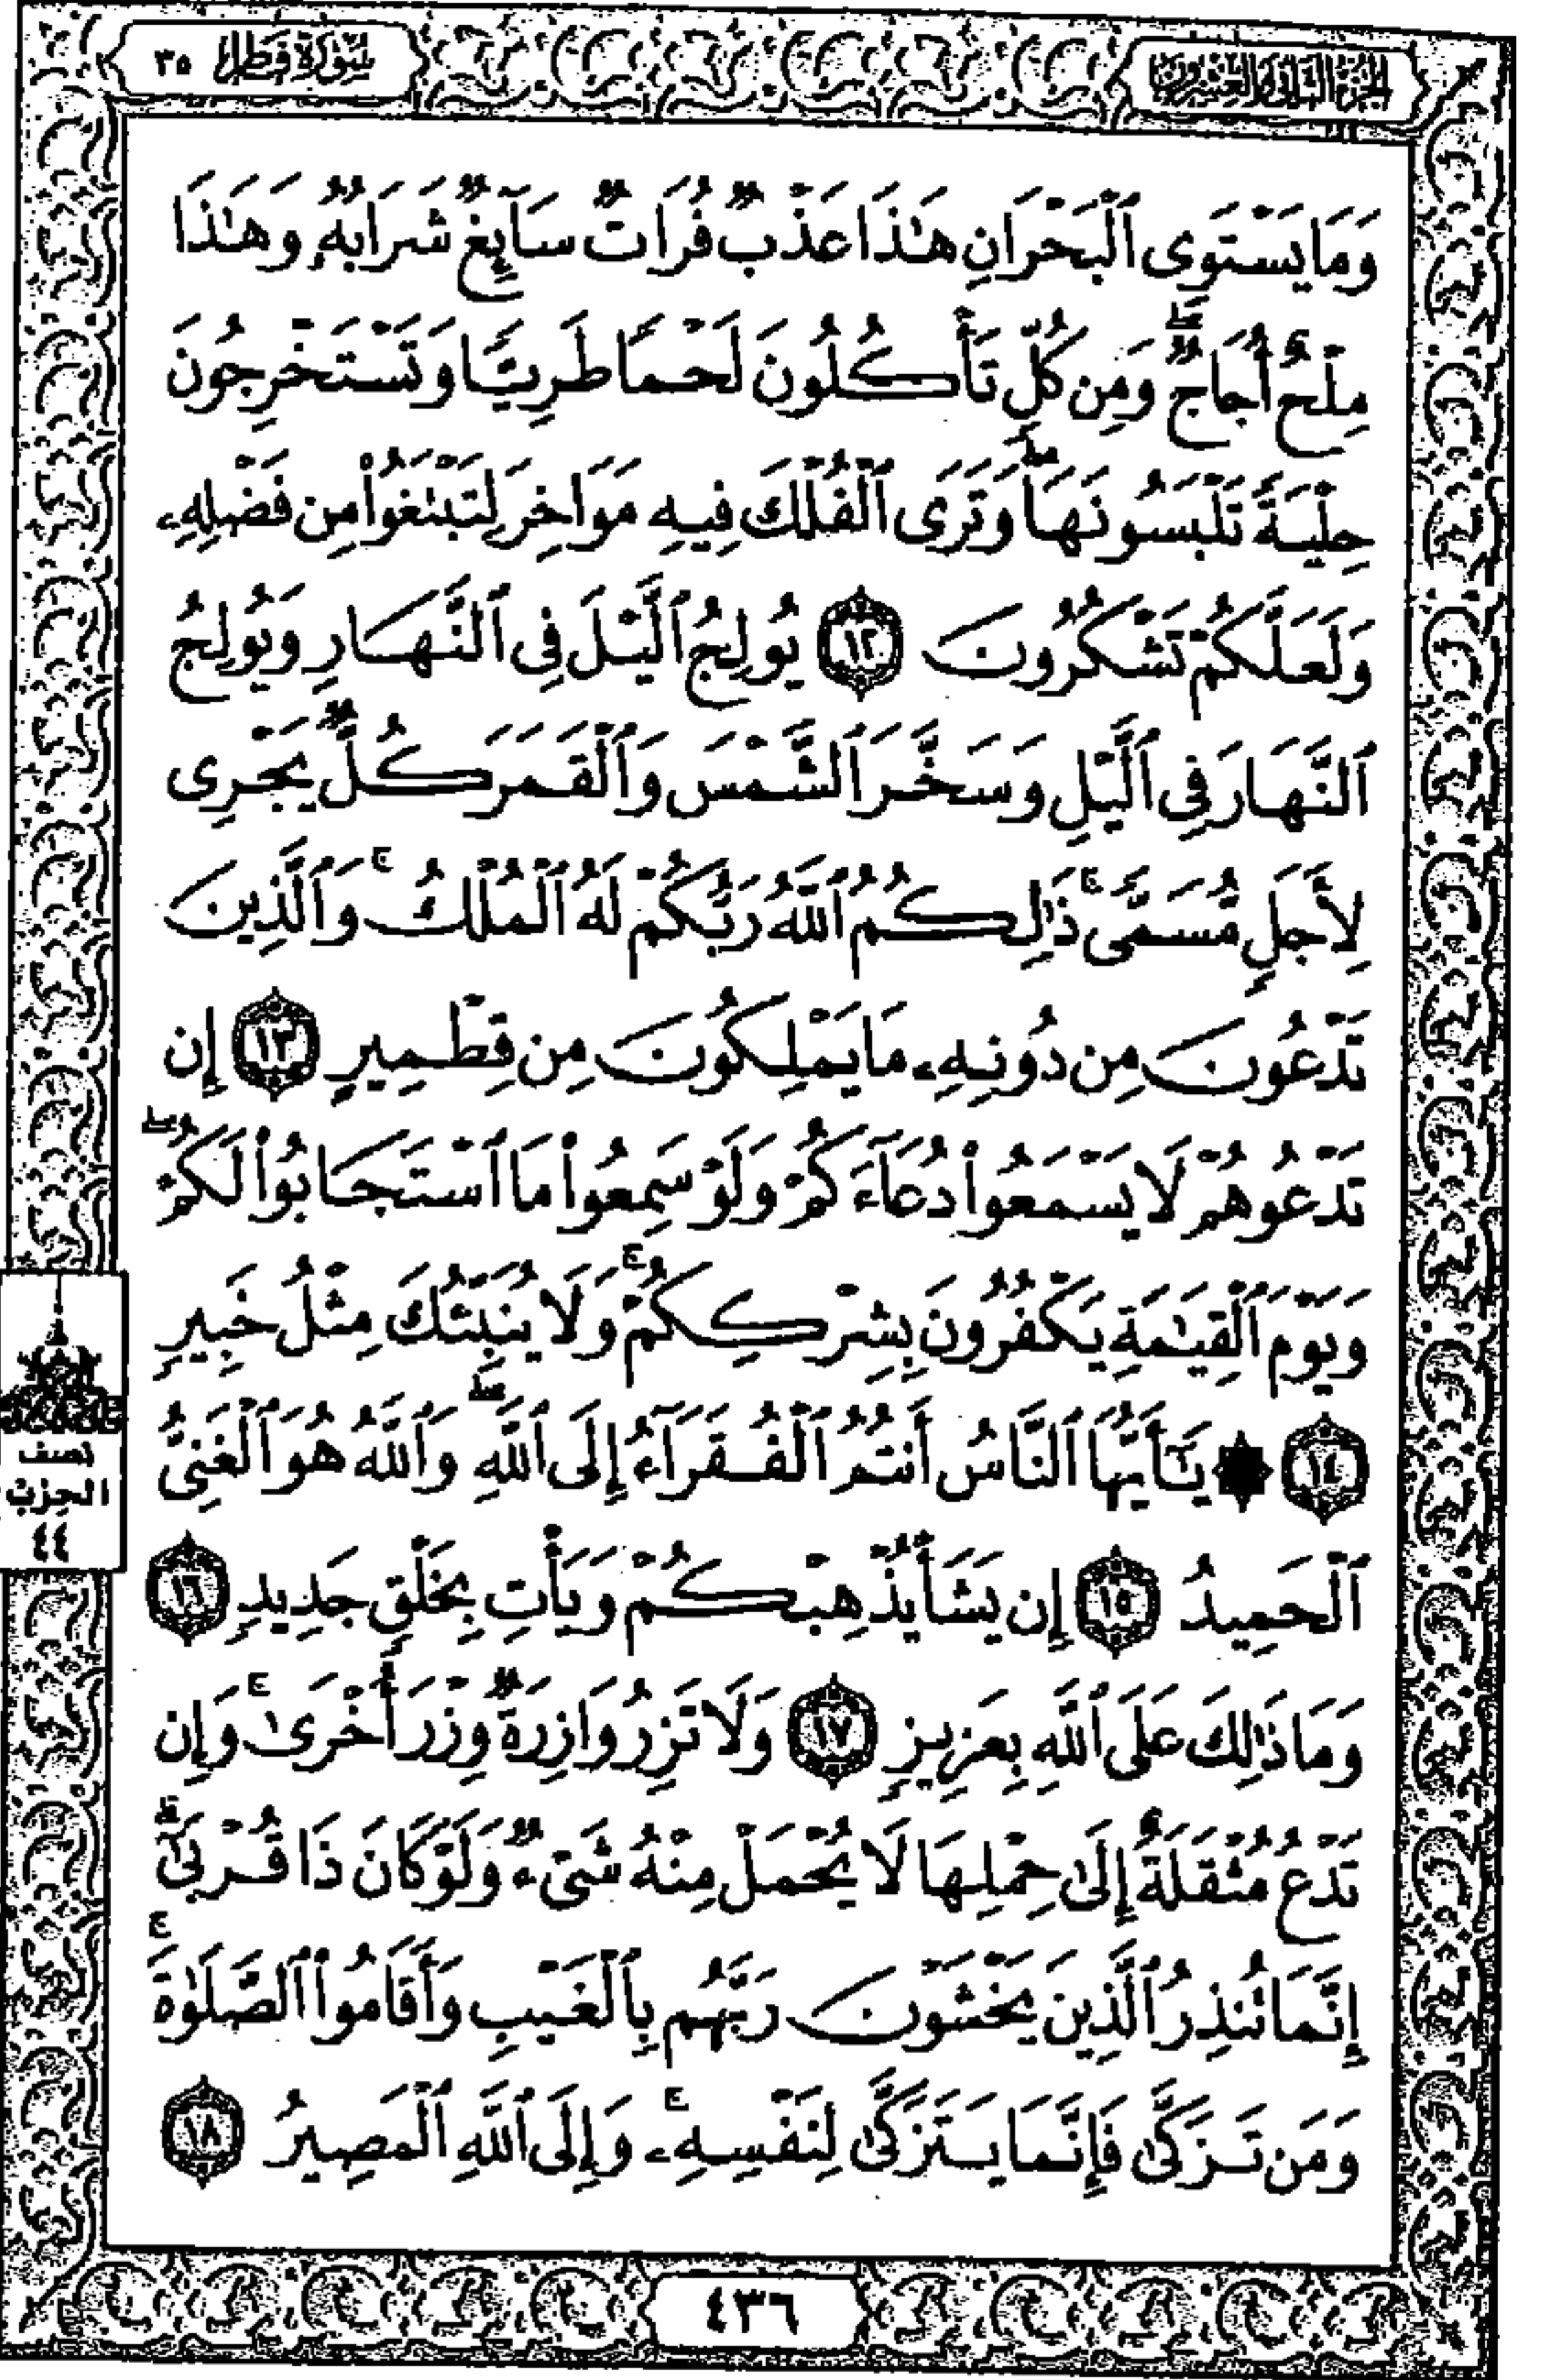 الجزء الثاني والعشرون
سورة فاطر ٣٥
وَمَا يَسْتَوِى ٱلْبَحْرَانِ هَٰذَا عَذْبٌ فُرَاتٌ سَآئِغٌ شَرَابُهُۥ وَهَٰذَا
مِلْحٌ أُجَاجٌ ۖ وَمِن كُلٍّ تَأْكُلُونَ لَحْمًا طَرِيًّا وَتَسْتَخْرِجُونَ
حِلْيَةً تَلْبَسُونَهَا ۖ وَتَرَى ٱلْفُلْكَ فِيهِ مَوَاخِرَ لِتَبْتَغُوا۟ مِن فَضْلِهِۦ
وَلَعَلَّكُمْ تَشْكُرُونَ ١٢ يُولِجُ ٱلَّيْلَ فِى ٱلنَّهَارِ وَيُولِجُ
ٱلنَّهَارَ فِى ٱلَّيْلِ وَسَخَّرَ ٱلشَّمْسَ وَٱلْقَمَرَ كُلٌّ يَجْرِى
لِأَجَلٍ مُّسَمًّى ۚ ذَٰلِكُمُ ٱللَّهُ رَبُّكُمْ لَهُ ٱلْمُلْكُ ۚ وَٱلَّذِينَ
تَدْعُونَ مِن دُونِهِۦ مَا يَمْلِكُونَ مِن قِطْمِيرٍ ١٣ إِن
تَدْعُوهُمْ لَا يَسْمَعُوا۟ دُعَآءَكُمْ وَلَوْ سَمِعُوا۟ مَا ٱسْتَجَابُوا۟ لَكُمْ ۖ
وَيَوْمَ ٱلْقِيَٰمَةِ يَكْفُرُونَ بِشِرْكِكُمْ ۚ وَلَا يُنَبِّئُكَ مِثْلُ خَبِيرٍ
١٤ ۞ يَٰٓأَيُّهَا ٱلنَّاسُ أَنتُمُ ٱلْفُقَرَآءُ إِلَى ٱللَّهِ ۖ وَٱللَّهُ هُوَ ٱلْغَنِىُّ
ٱلْحَمِيدُ ١٥ إِن يَشَأْ يُذْهِبْكُمْ وَيَأْتِ بِخَلْقٍ جَدِيدٍ ١٦
وَمَا ذَٰلِكَ عَلَى ٱللَّهِ بِعَزِيزٍ ١٧ وَلَا تَزِرُ وَازِرَةٌ وِزْرَ أُخْرَىٰ ۚ وَإِن
تَدْعُ مُثْقَلَةٌ إِلَىٰ حِمْلِهَا لَا يُحْمَلْ مِنْهُ شَىْءٌ وَلَوْ كَانَ ذَا قُرْبَىٰٓ ۗ
إِنَّمَا تُنذِرُ ٱلَّذِينَ يَخْشَوْنَ رَبَّهُم بِٱلْغَيْبِ وَأَقَامُوا۟ ٱلصَّلَوٰةَ ۚ
وَمَن تَزَكَّىٰ فَإِنَّمَا يَتَزَكَّىٰ لِنَفْسِهِۦ ۚ وَإِلَى ٱللَّهِ ٱلْمَصِيرُ ١٨
نصف
الحزب
٤٤
٤٣٦